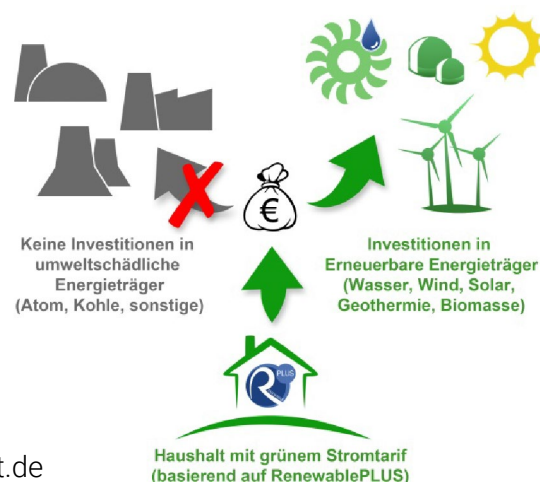 €
Keine Investitionen in
umweltschädliche
Energieträger
(Atom, Kohle, sonstige)
Investitionen in
Erneuerbare Energieträger
(Wasser, Wind, Solar,
Geothermie, Biomasse)
R PLUS
Haushalt mit grünem Stromtarif
(basierend auf RenewablePLUS)
t.de